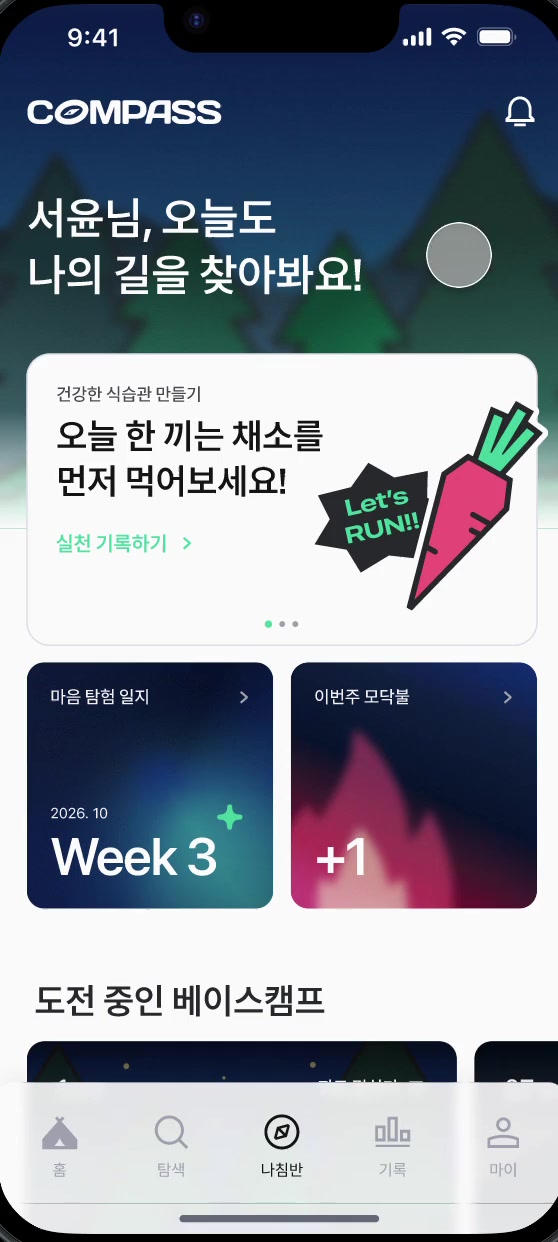 9:41
COMPASS
서윤님, 오늘도
나의 길을 찾아봐요!
건강한 식습관 만들기
오늘 한 끼는 채소를
먼저 먹어보세요!
Let's
RUN!!
실천 기록하기
마음 탐험 일지
이번주 모닥불
2026. 10
Week 3
+1
도전 중인 베이스캠프
홈
탐색
나침반
기록
마이